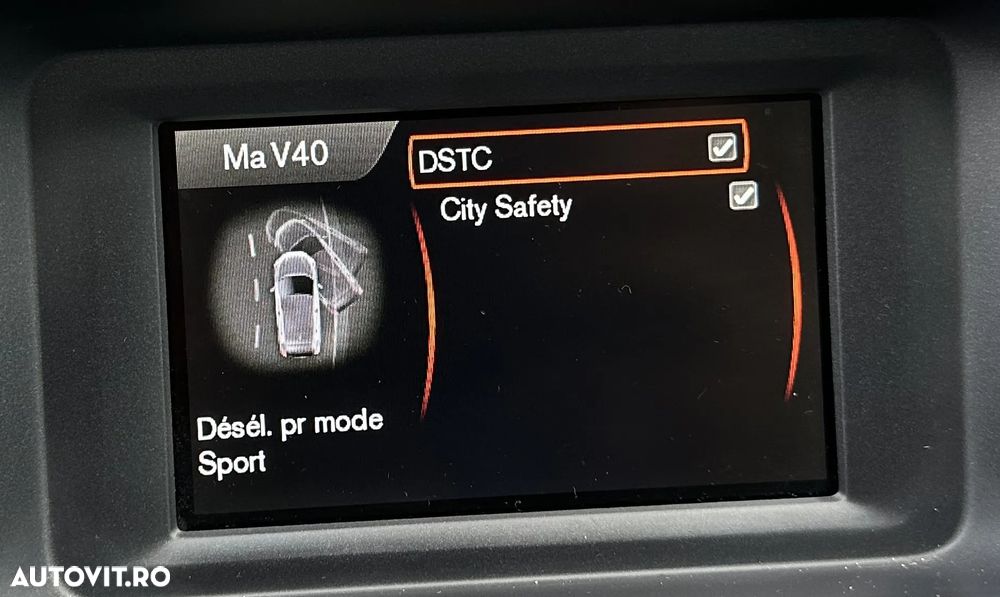 Ma V40
DSTC
City Safety
Désél. pr mode
Sport
AUTOVIT.RO